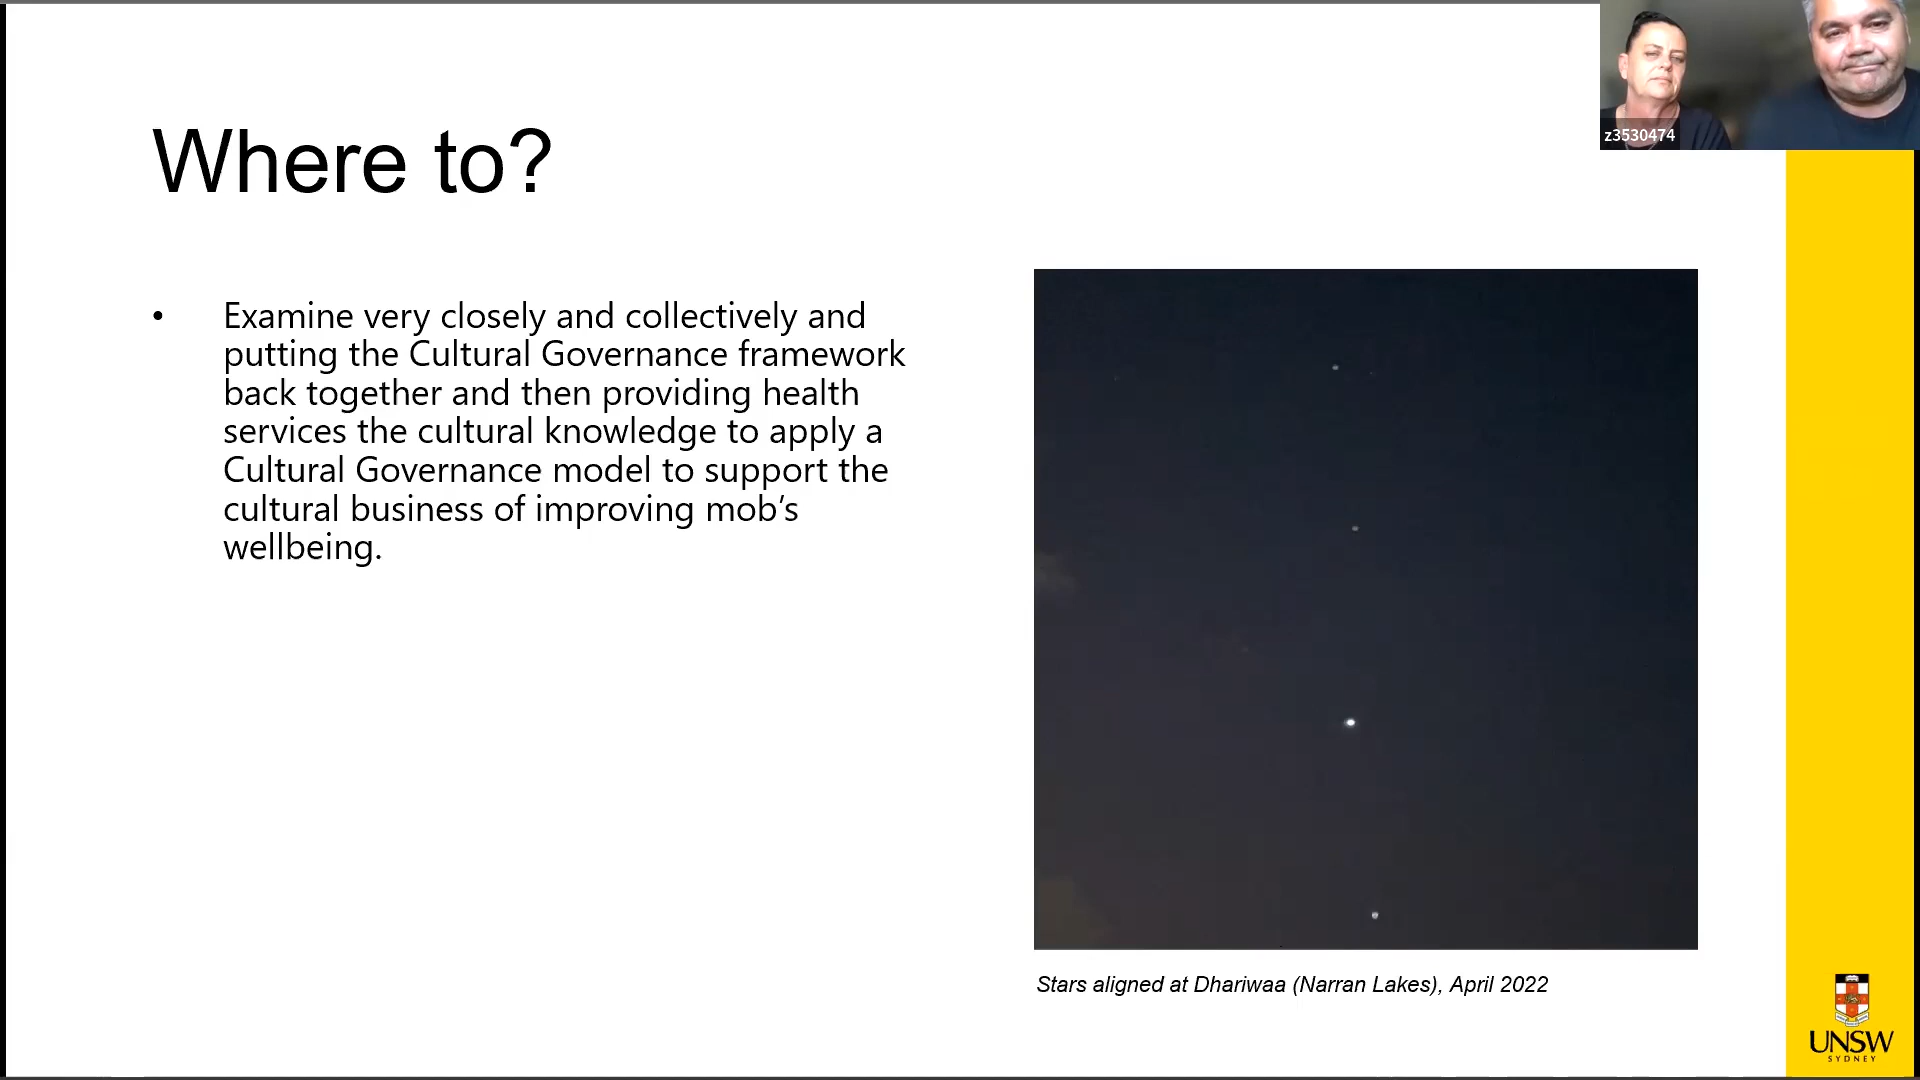 z3530474
Where to?
• Examine very closely and collectively and
putting the Cultural Governance framework
back together and then providing health
services the cultural knowledge to apply a
Cultural Governance model to support the
cultural business of improving mob’s
wellbeing.
Stars aligned at Dhariwaa (Narran Lakes), April 2022
UNSW
SYDNEY